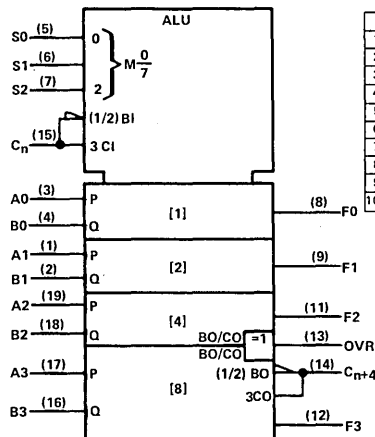 ALU
S0 (5) 0
S1 (6) M 0/7
S2 (7) 2
(1/2) BI
Cn (15) 3 CI
A0 (3) P [1] (8) F0
B0 (4) Q
A1 (1) P [2] (9) F1
B1 (2) Q
A2 (19) P [4] (11) F2
B2 (18) Q BO/CO =1 (13) OVR
BO/CO
A3 (17) P (1/2) BO (14) Cn+4
[8] 3CO
B3 (16) Q (12) F3
10